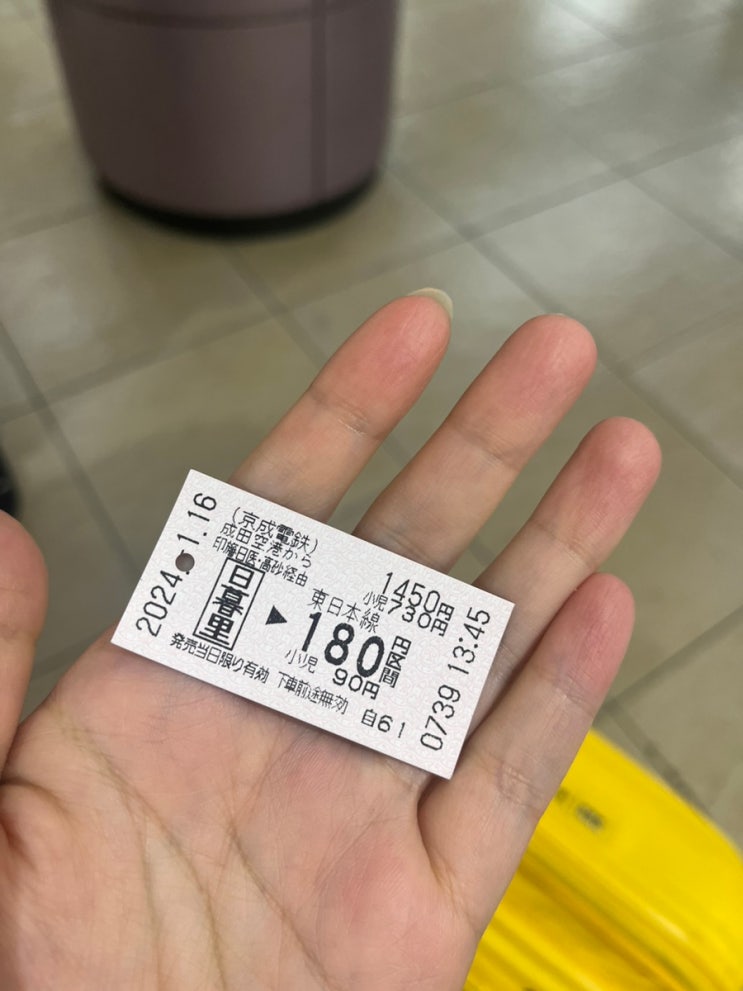 2024.-1.16
(京成電鉄)
成田空港から
印旛日医・高砂経由
1450円
小児730円
日暮里
▶
東日本線
180円区間
小児 90円
発売当日限り有効 下車前途無効
自61
0739 13:45